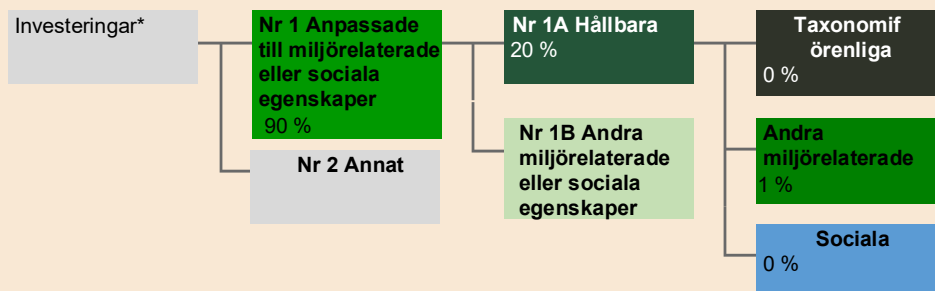 Investeringar*
Nr 1 Anpassade
till miljörelaterade
eller sociala
egenskaper
90 %
Nr 2 Annat
Nr 1A Hållbara
20 %
Nr 1B Andra
miljörelaterade
eller sociala
egenskaper
Taxonomif
örenliga
0 %
Andra
miljörelaterade
1 %
Sociala
0 %